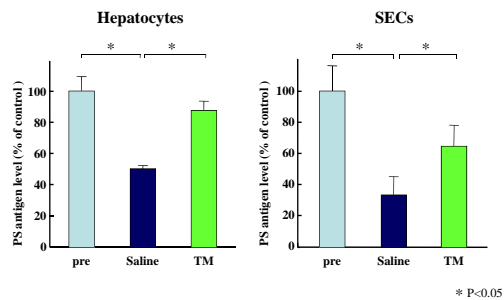 Hepatocytes
* *
PS antigen level (% of control )
100
80
60
40
20
0
pre Saline TM
SECs
* *
PS antigen level (% of control )
100
80
60
40
20
0
pre Saline TM
* P<0.05